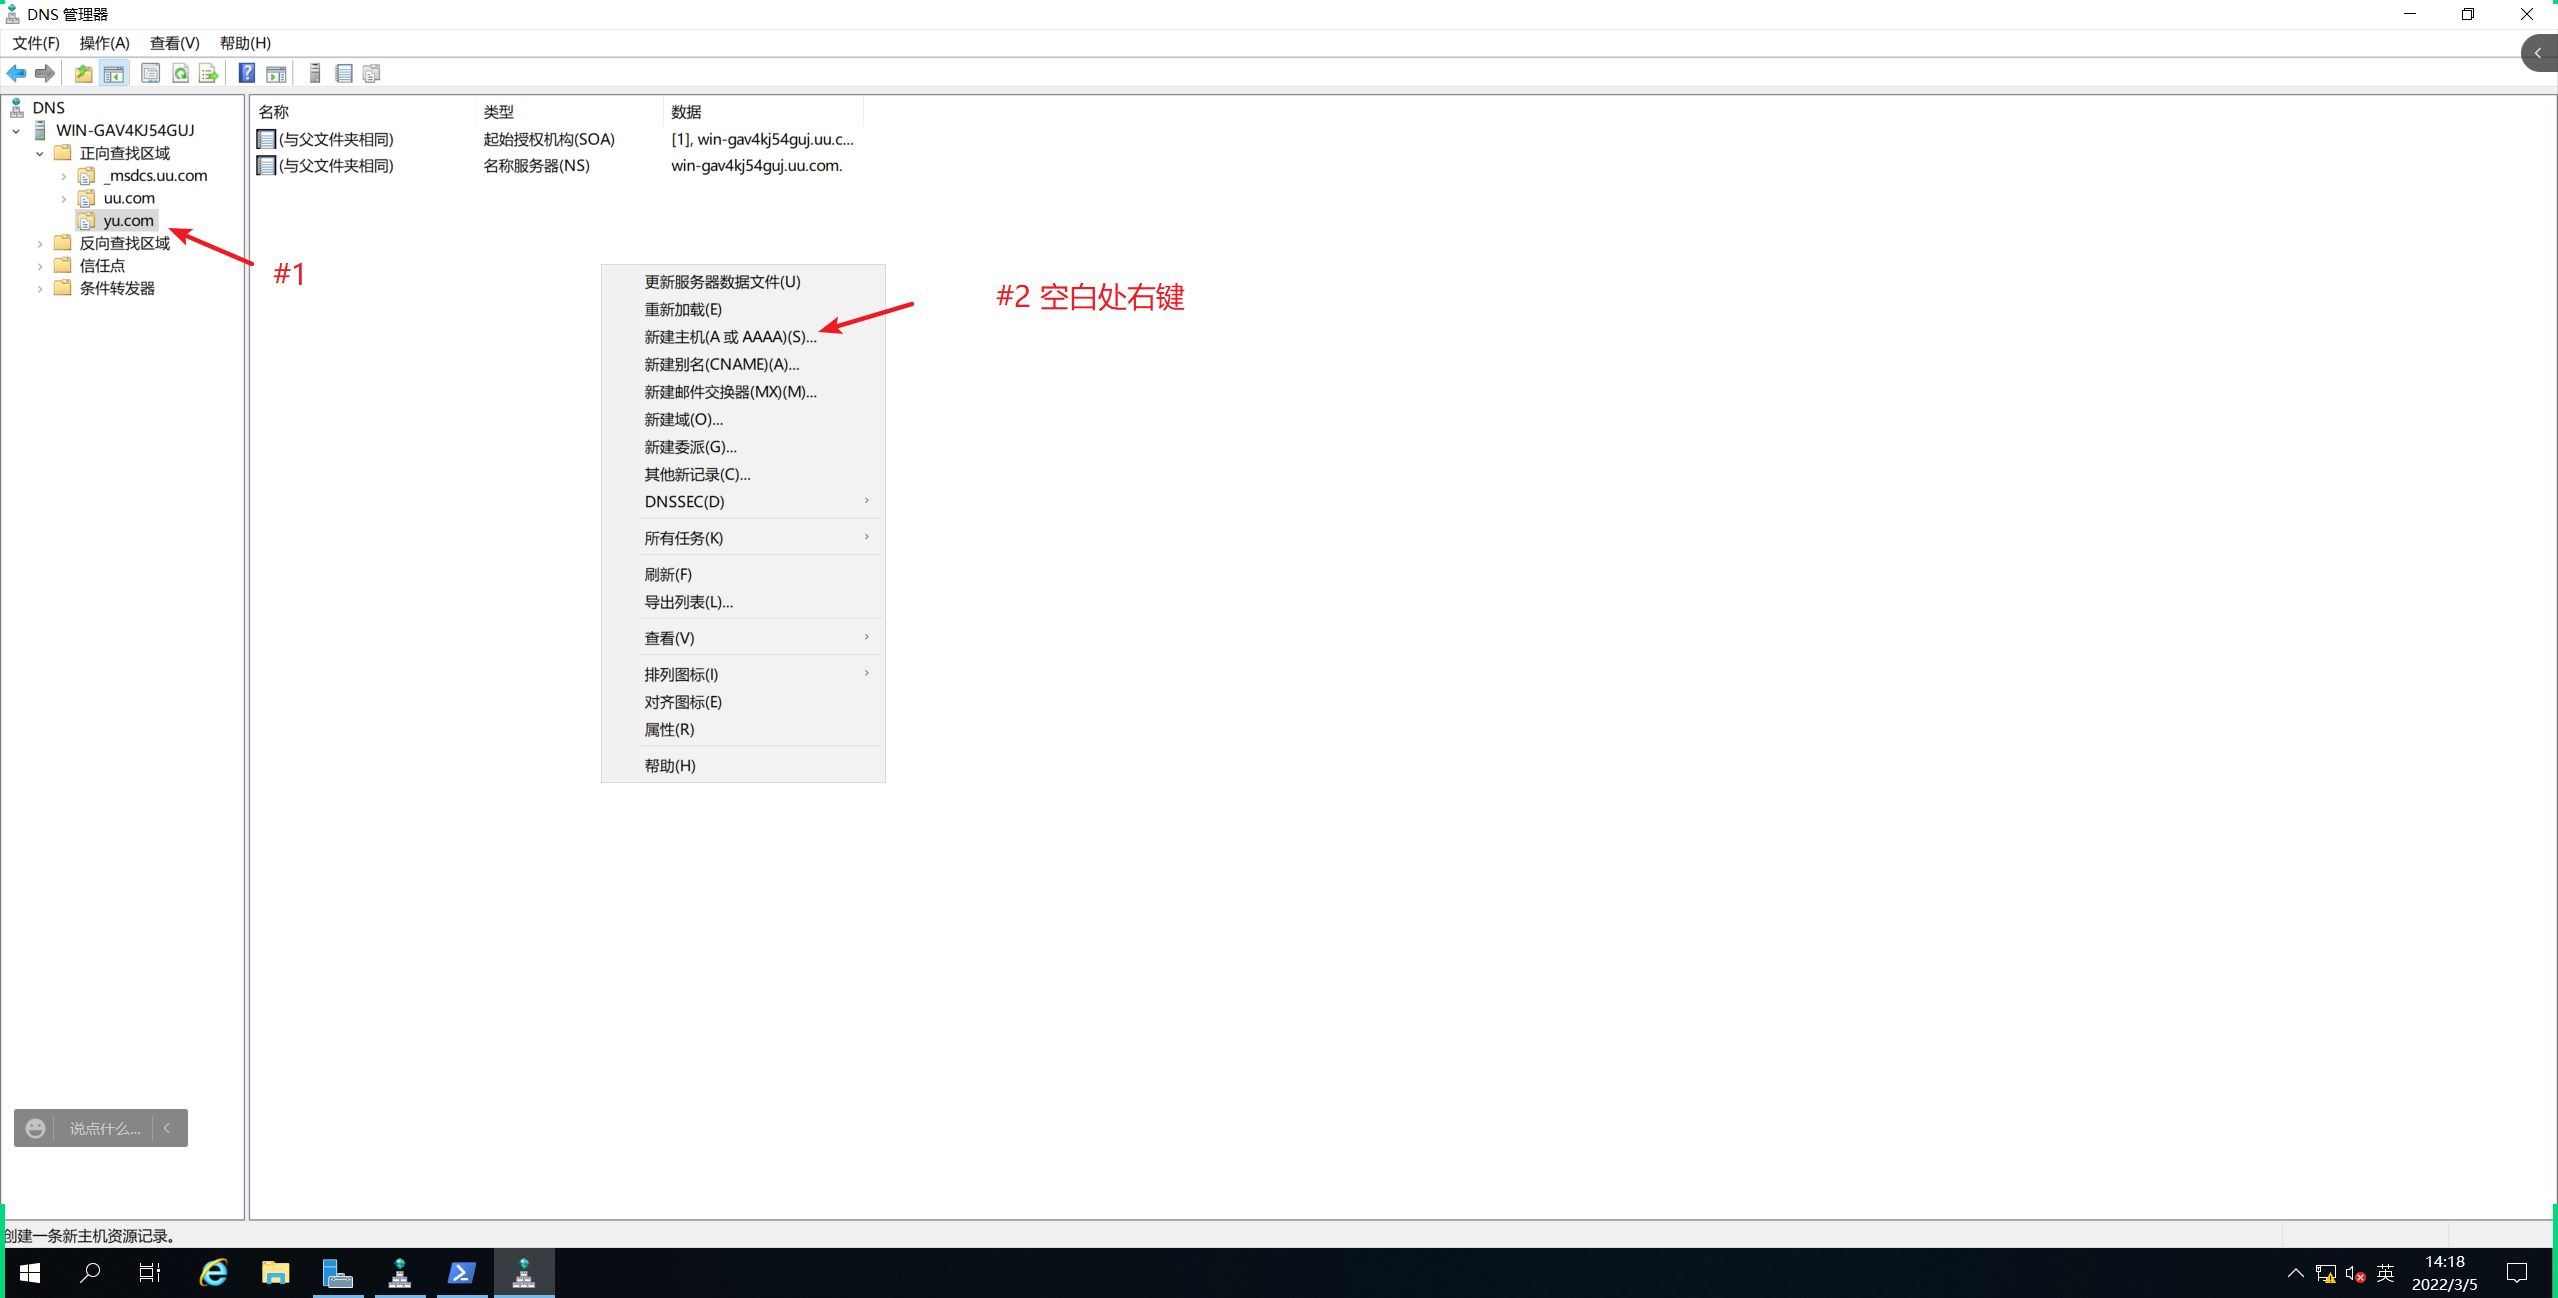 DNS 管理器
文件(F) 操作(A) 查看(V) 帮助(H)
DNS
WIN-GAV4KJ54GUJ
正向查找区域
_msdcs.uu.com
uu.com
yu.com
反向查找区域
信任点
条件转发器
#1
名称 类型 数据
(与父文件夹相同) 起始授权机构(SOA) [1], win-gav4kj54guj.uu.c...
(与父文件夹相同) 名称服务器(NS) win-gav4kj54guj.uu.com.
更新服务器数据文件(U)
重新加载(E)
新建主机(A 或 AAAA)(S)...
新建别名(CNAME)(A)...
新建邮件交换器(MX)(M)...
新建域(O)...
新建委派(G)...
其他新记录(C)...
DNSSEC(D)
所有任务(K)
刷新(F)
导出列表(L)...
查看(V)
排列图标(I)
对齐图标(E)
属性(R)
帮助(H)
#2 空白处右键
说点什么...
创建一条新主机资源记录。
英
14:18
2022/3/5